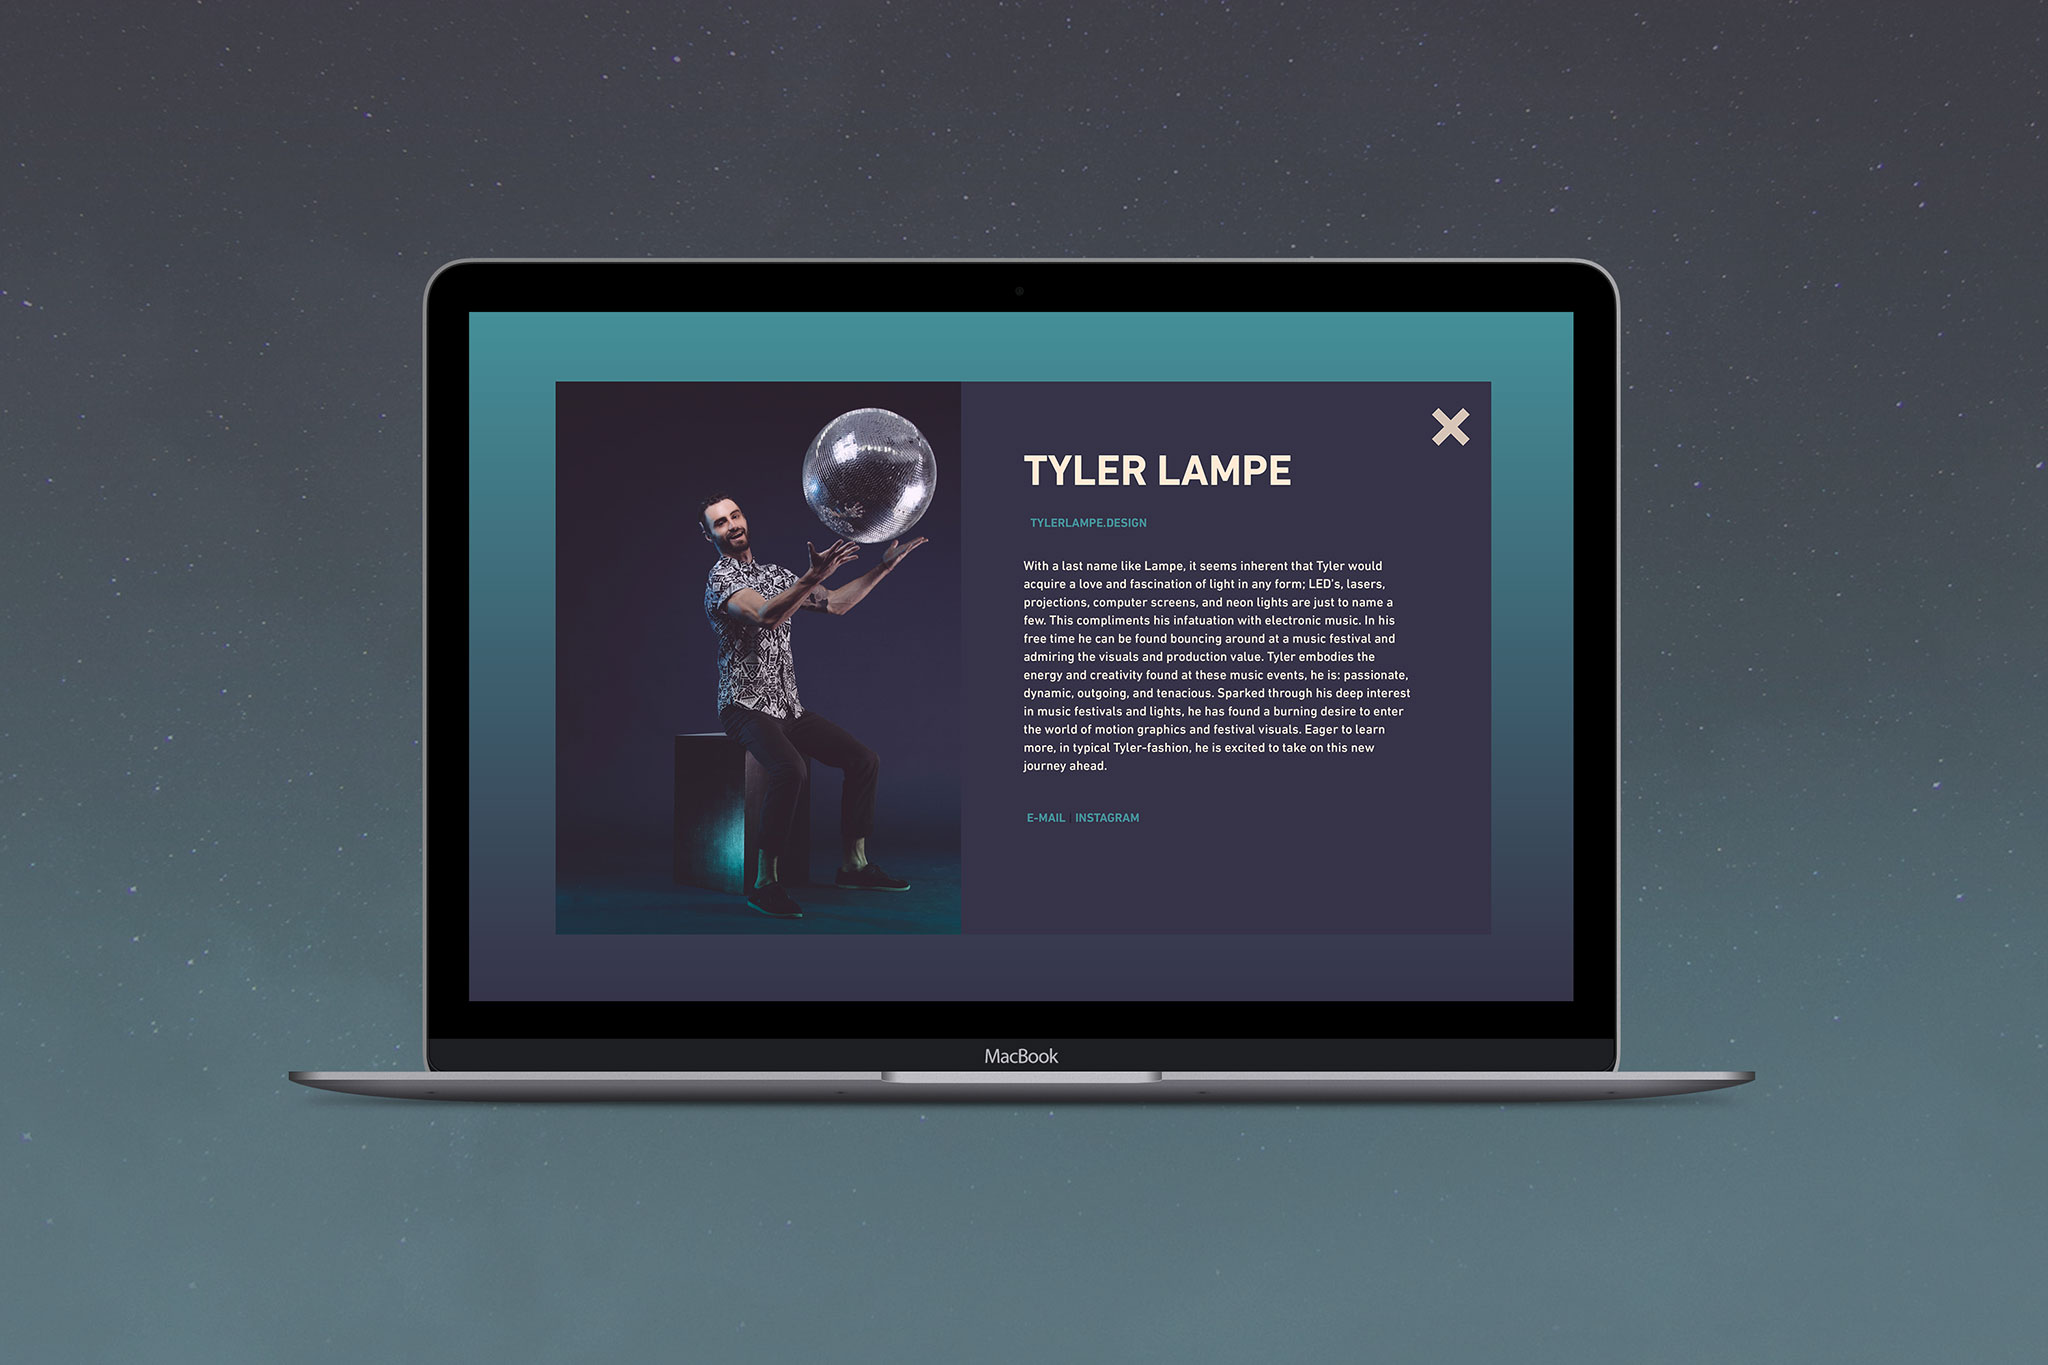 TYLER LAMPE
TYLERLAMPE.DESIGN
With a last name like Lampe, it seems inherent that Tyler would
acquire a love and fascination of light in any form; LED's, lasers,
projections, computer screens, and neon lights are just to name a
few. This compliments his infatuation with electronic music. In his
free time he can be found bouncing around at a music festival and
admiring the visuals and production value. Tyler embodies the
energy and creativity found at these music events, he is: passionate,
dynamic, outgoing, and tenacious. Sparked through his deep interest
in music festivals and lights, he has found a burning desire to enter
the world of motion graphics and festival visuals. Eager to learn
more, in typical Tyler-fashion, he is excited to take on this new
journey ahead.
E-MAIL | INSTAGRAM
MacBook